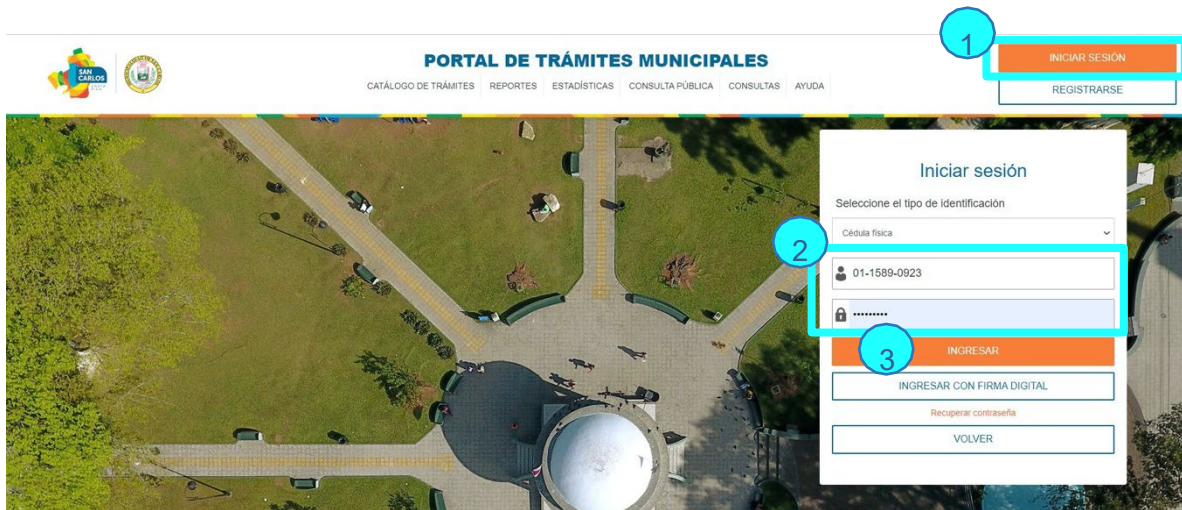 1
INICIAR SESIÓN
SAN
CARLOS
PORTAL DE TRÁMITES MUNICIPALES
REGISTRARSE
CATÁLOGO DE TRÁMITES REPORTES ESTADÍSTICAS CONSULTA PÚBLICA CONSULTAS AYUDA
Iniciar sesión
Seleccione el tipo de identificación
Cédula física
2
01-1589-0923
•••••••••
3
INGRESAR
INGRESAR CON FIRMA DIGITAL
Recuperar contraseña
VOLVER